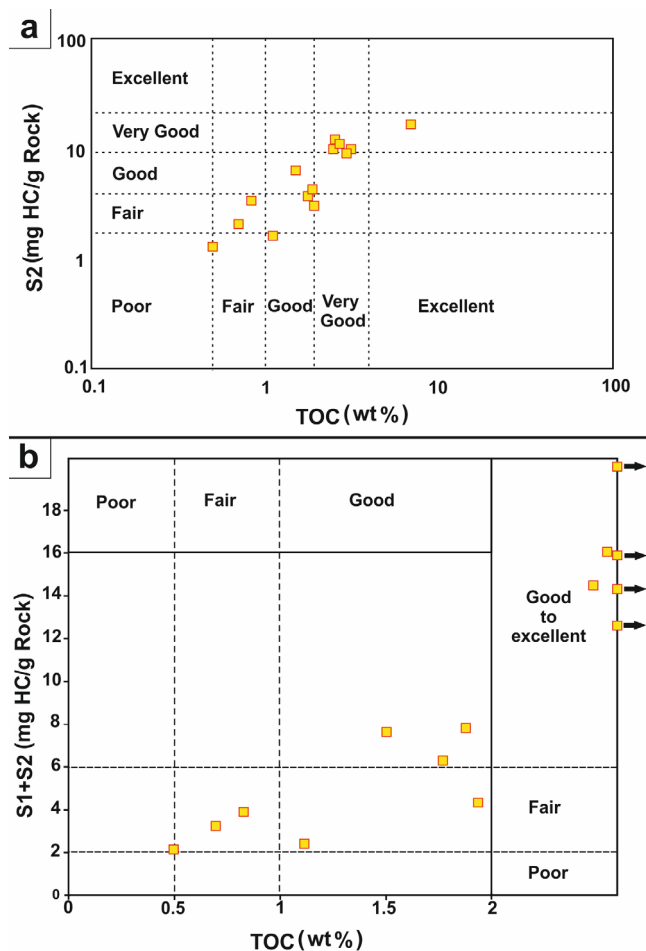 a
100
Excellent
Very Good
10
Good
Fair
1
Poor
Fair
Good
Very
Good
Excellent
0.1
0.1
1
10
100
S2 (mg HC/g Rock)
TOC (wt %)
b
18
16
14
12
10
8
6
4
2
0
Poor
Fair
Good
Good
to
excellent
Fair
Poor
0
0.5
1
1.5
2
S1+S2 (mg HC/g Rock)
TOC (wt %)